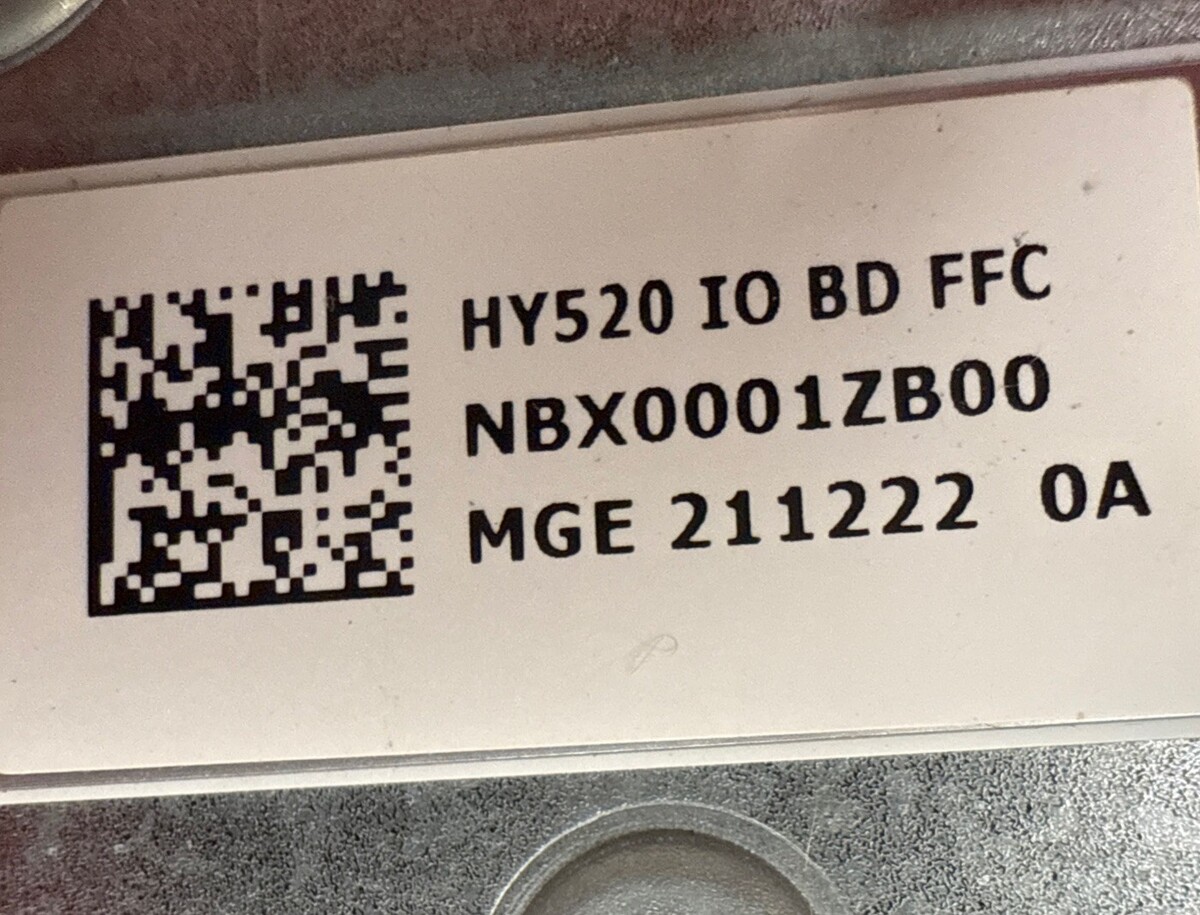 HY520 IO BD FFC
NBX0001ZB00
MGE 211222 0A